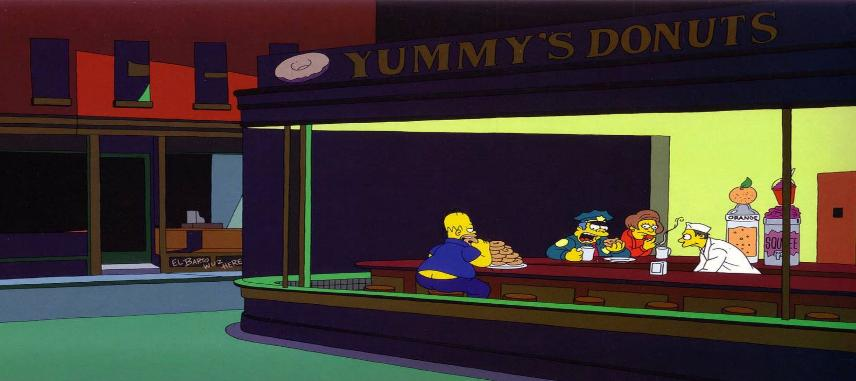 YUMMY'S DONUTS
ORANGE
SQUEE
EL BARTO
WUZ HERE